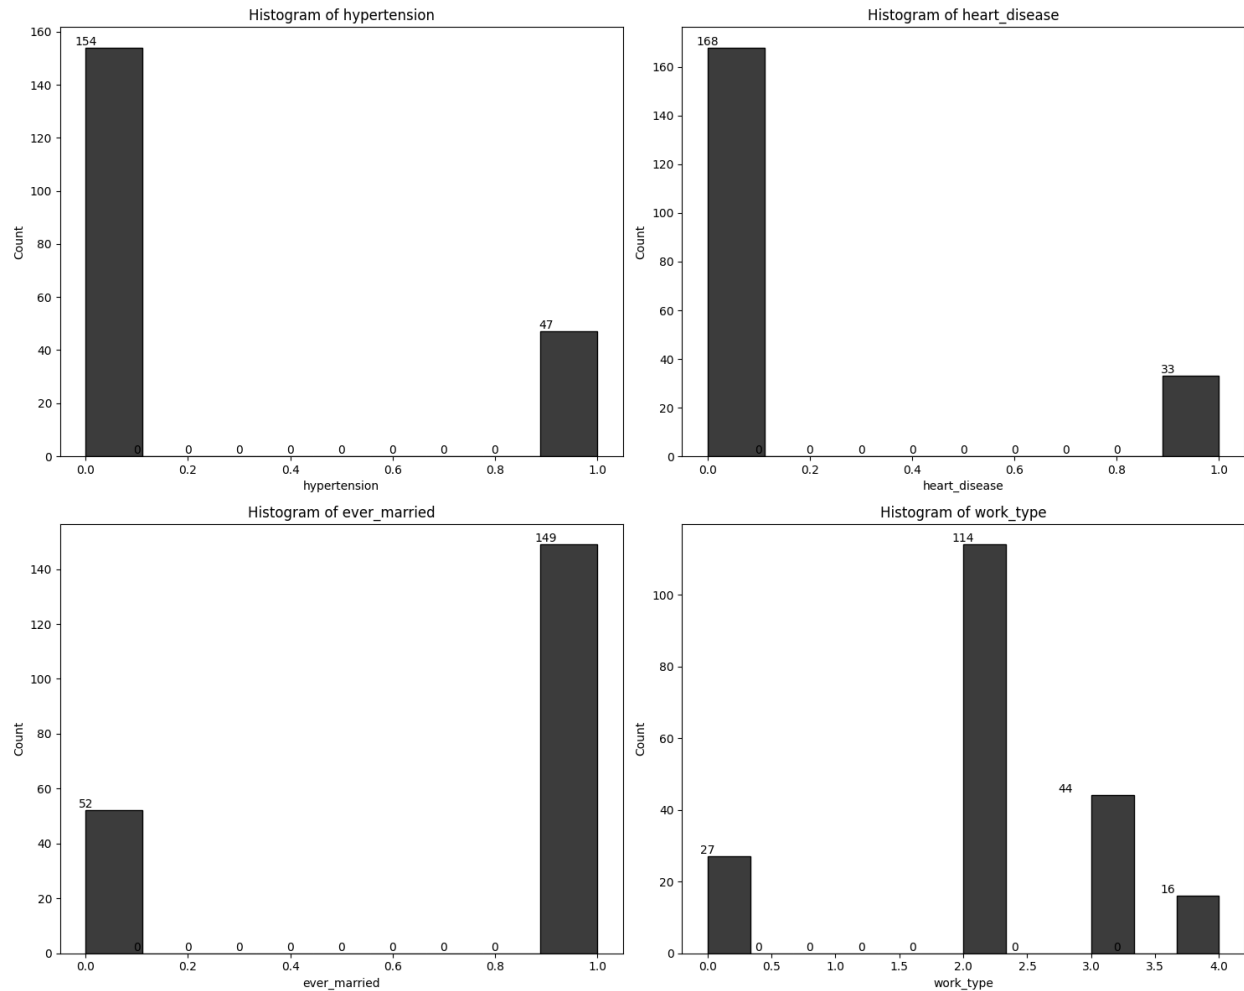 Histogram of hypertension
160
140
120
100
80
60
40
20
0
Count
154
0 0 0 0 0 0 0 0
47
0.0 0.2 0.4 0.6 0.8 1.0
hypertension
Histogram of heart_disease
160
140
120
100
80
60
40
20
0
Count
168
0 0 0 0 0 0 0 0
33
0.0 0.2 0.4 0.6 0.8 1.0
heart_disease
Histogram of ever_married
140
120
100
80
60
40
20
0
Count
52
0 0 0 0 0 0 0 0
149
0.0 0.2 0.4 0.6 0.8 1.0
ever_married
Histogram of work_type
100
80
60
40
20
0
Count
27
0 0 0 0
114
0
44
0
16
0.0 0.5 1.0 1.5 2.0 2.5 3.0 3.5 4.0
work_type